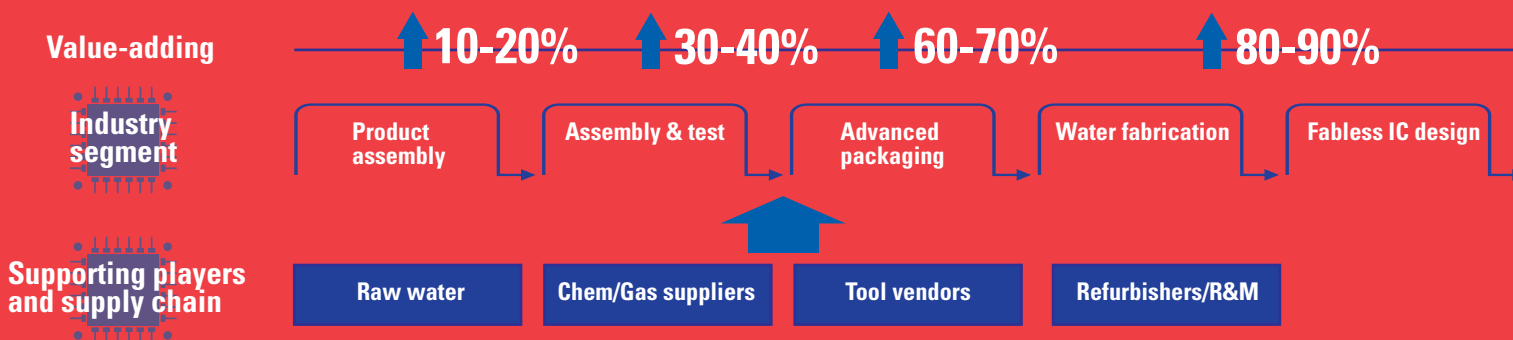 Value-adding
10-20%
30-40%
60-70%
80-90%
Industry
segment
Product
assembly
Assembly & test
Advanced
packaging
Water fabrication
Fabless IC design
Supporting players
and supply chain
Raw water
Chem/Gas suppliers
Tool vendors
Refurbishers/R&M